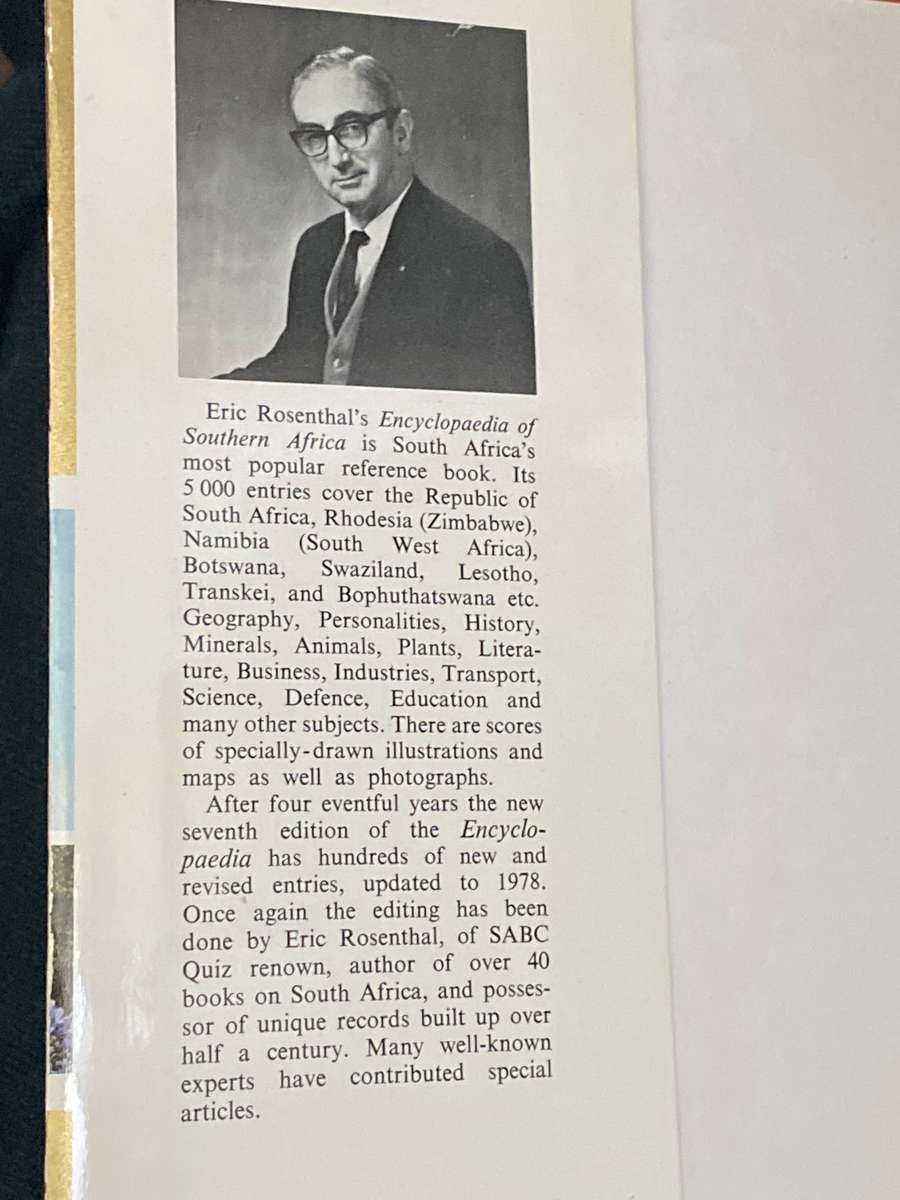 Eric Rosenthal's Encyclopaedia of
Southern Africa is South Africa's
most popular reference book. Its
5 000 entries cover the Republic of
South Africa, Rhodesia (Zimbabwe),
Namibia (South West Africa),
Botswana, Swaziland, Lesotho,
Transkei, and Bophuthatswana etc.
Geography, Personalities, History,
Minerals, Animals, Plants, Litera-
ture, Business, Industries, Transport,
Science, Defence, Education and
many other subjects. There are scores
of specially-drawn illustrations and
maps as well as photographs.
After four eventful years the new
seventh edition of the Encyclo-
paedia has hundreds of new and
revised entries, updated to 1978.
Once again the editing has been
done by Eric Rosenthal, of SABC
Quiz renown, author of over 40
books on South Africa, and posses-
sor of unique records built up over
half a century. Many well-known
experts have contributed special
articles.